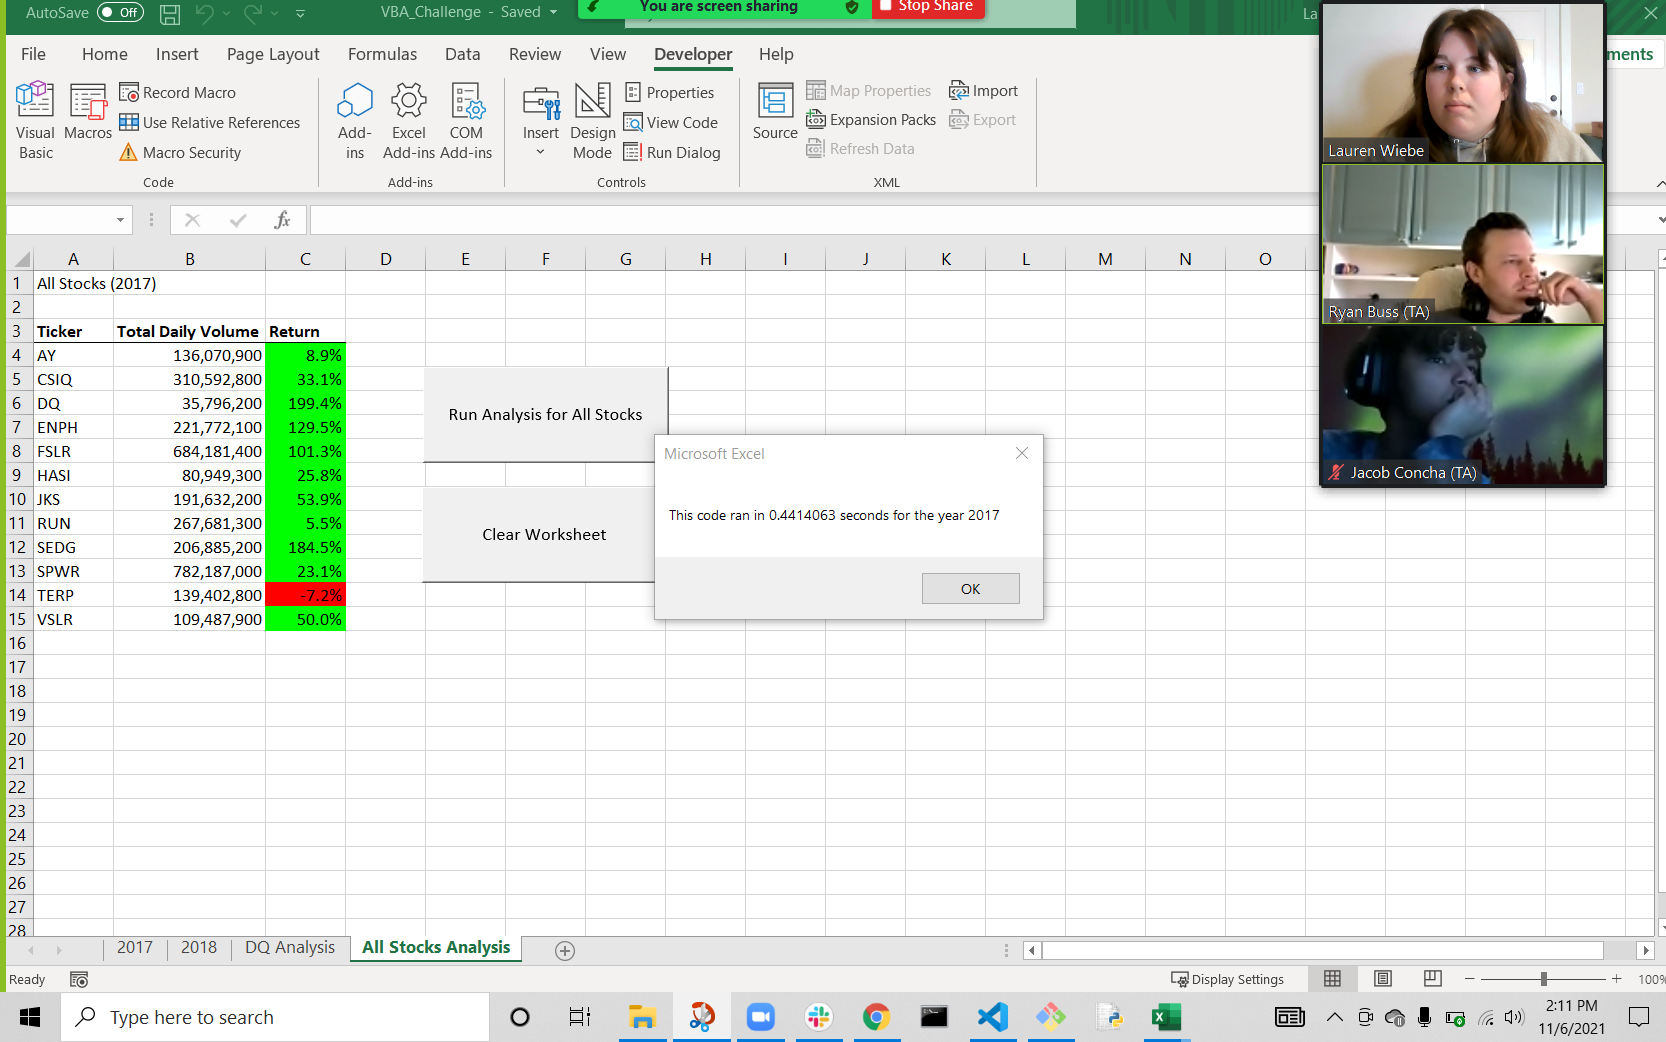 AutoSave Off VBA_Challenge - Saved
You are screen sharing Stop Share
La
File Home Insert Page Layout Formulas Data Review View Developer Help
ments
Visual Basic
Macros
Record Macro
Use Relative References
Macro Security
Code
Add-ins
Excel Add-ins
COM Add-ins
Add-ins
Insert
Design Mode
Properties
View Code
Run Dialog
Controls
Source
Map Properties
Expansion Packs
Refresh Data
Import
Export
XML
Lauren Wiebe
Ryan Buss (TA)
Jacob Concha (TA)
fx
A B C D E F G H I J K L M N O
1 All Stocks (2017)
2
3 Ticker Total Daily Volume Return
4 AY 136,070,900 8.9%
5 CSIQ 310,592,800 33.1%
6 DQ 35,796,200 199.4%
7 ENPH 221,772,100 129.5%
8 FSLR 684,181,400 101.3%
9 HASI 80,949,300 25.8%
10 JKS 191,632,200 53.9%
11 RUN 267,681,300 5.5%
12 SEDG 206,885,200 184.5%
13 SPWR 782,187,000 23.1%
14 TERP 139,402,800 -7.2%
15 VSLR 109,487,900 50.0%
16
17
18
19
20
21
22
23
24
25
26
27
28
Run Analysis for All Stocks
Clear Worksheet
Microsoft Excel
This code ran in 0.4414063 seconds for the year 2017
OK
2017 2018 DQ Analysis All Stocks Analysis
Ready Display Settings 100%
Type here to search
2:11 PM
11/6/2021